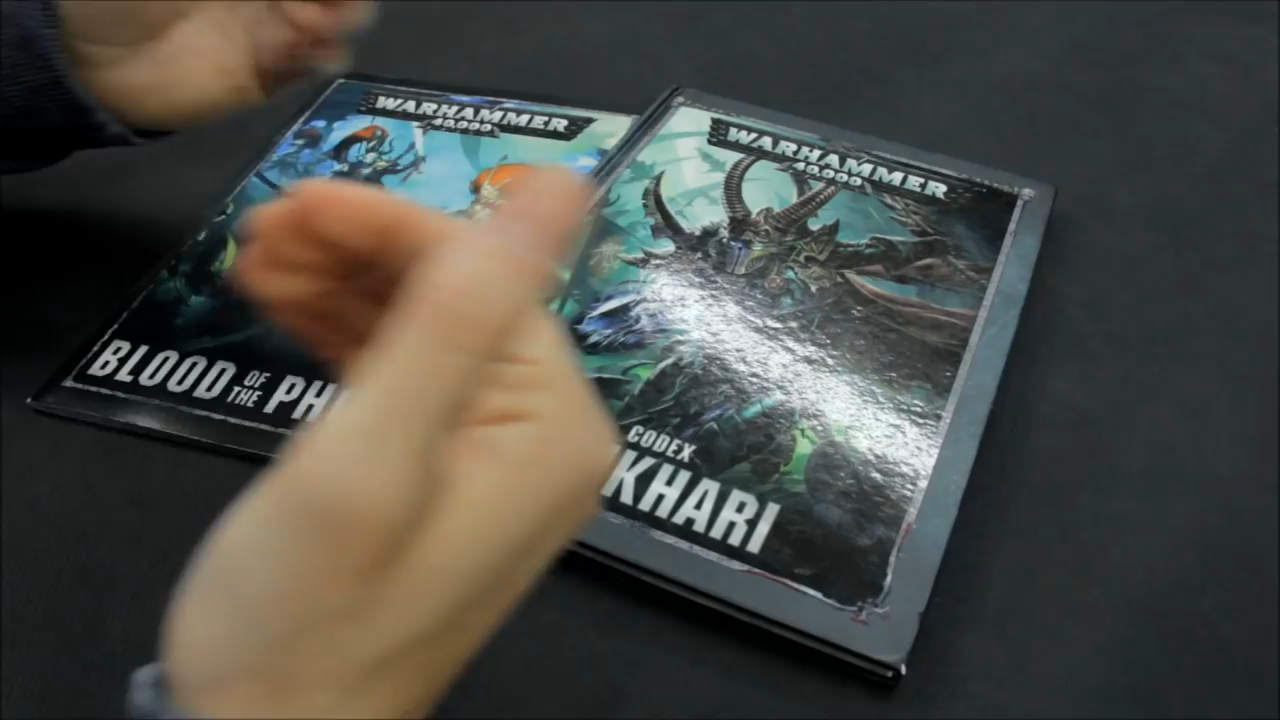 WARHAMMER
40,000
BLOOD OF THE PH
WARHAMMER
40,000
CODEX
KHARI